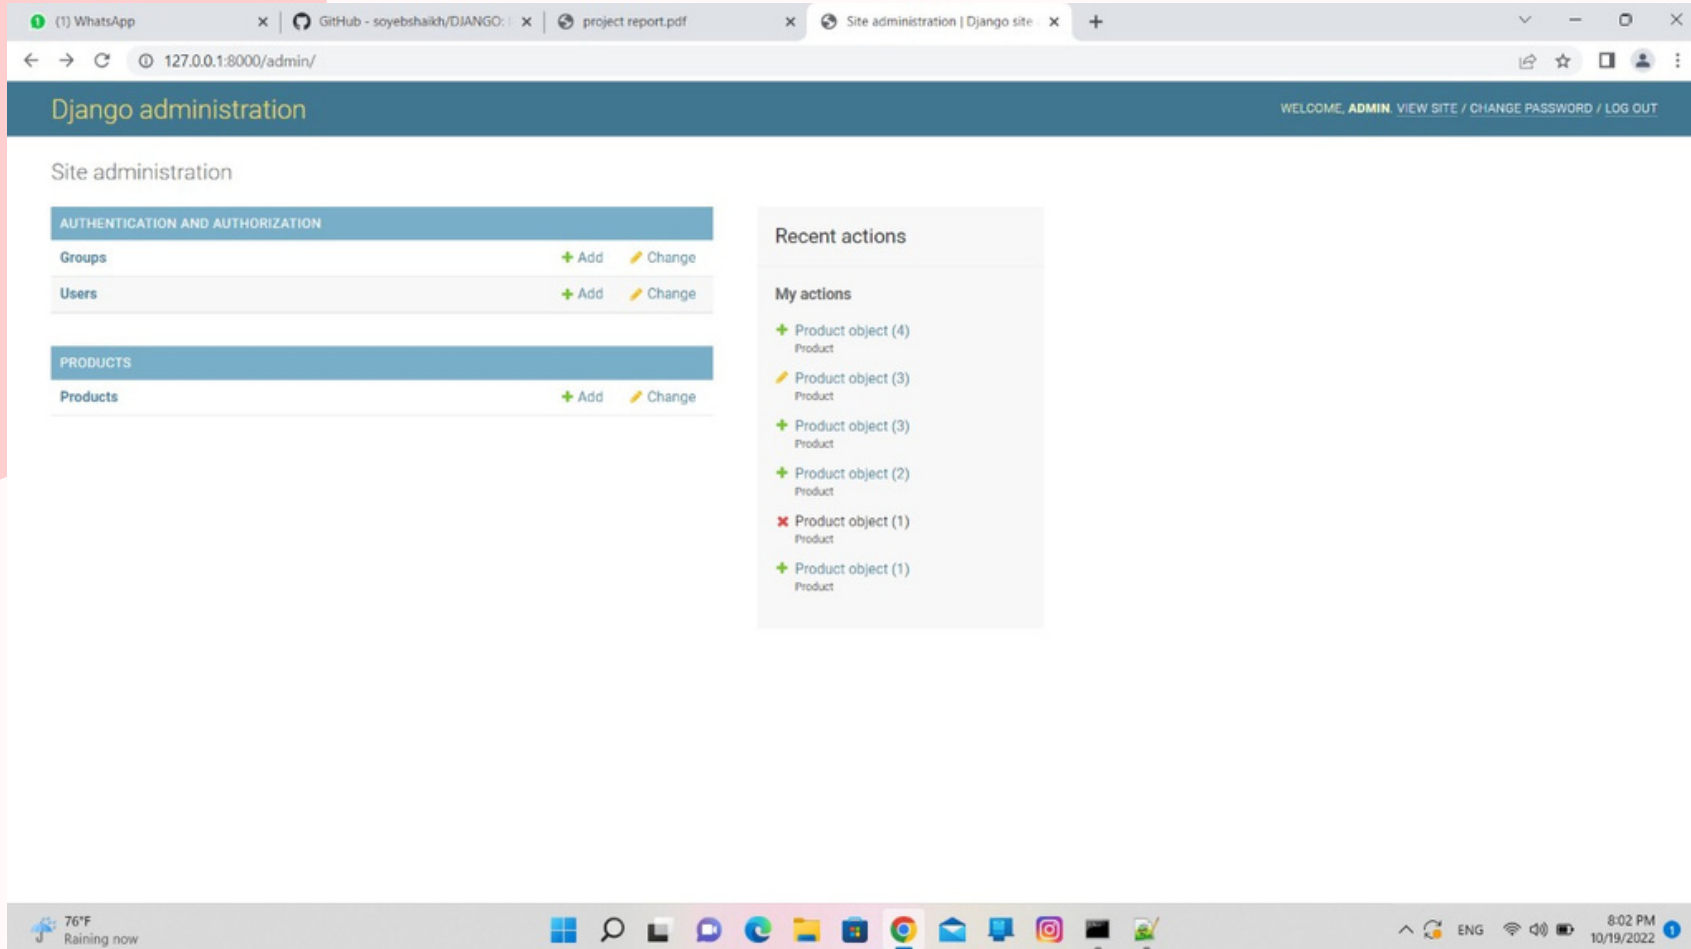 1 (1) WhatsApp
GitHub - soyebshaikh/DJANGO:
project report.pdf
Site administration | Django site
127.0.0.1:8000/admin/
Django administration
WELCOME, ADMIN. VIEW SITE / CHANGE PASSWORD / LOG OUT
Site administration
AUTHENTICATION AND AUTHORIZATION
Groups Add Change
Users Add Change
PRODUCTS
Products Add Change
Recent actions
My actions
Product object (4)
Product
Product object (3)
Product
Product object (3)
Product
Product object (2)
Product
Product object (1)
Product
Product object (1)
Product
76°F
Raining now
ENG
8:02 PM
10/19/2022
1